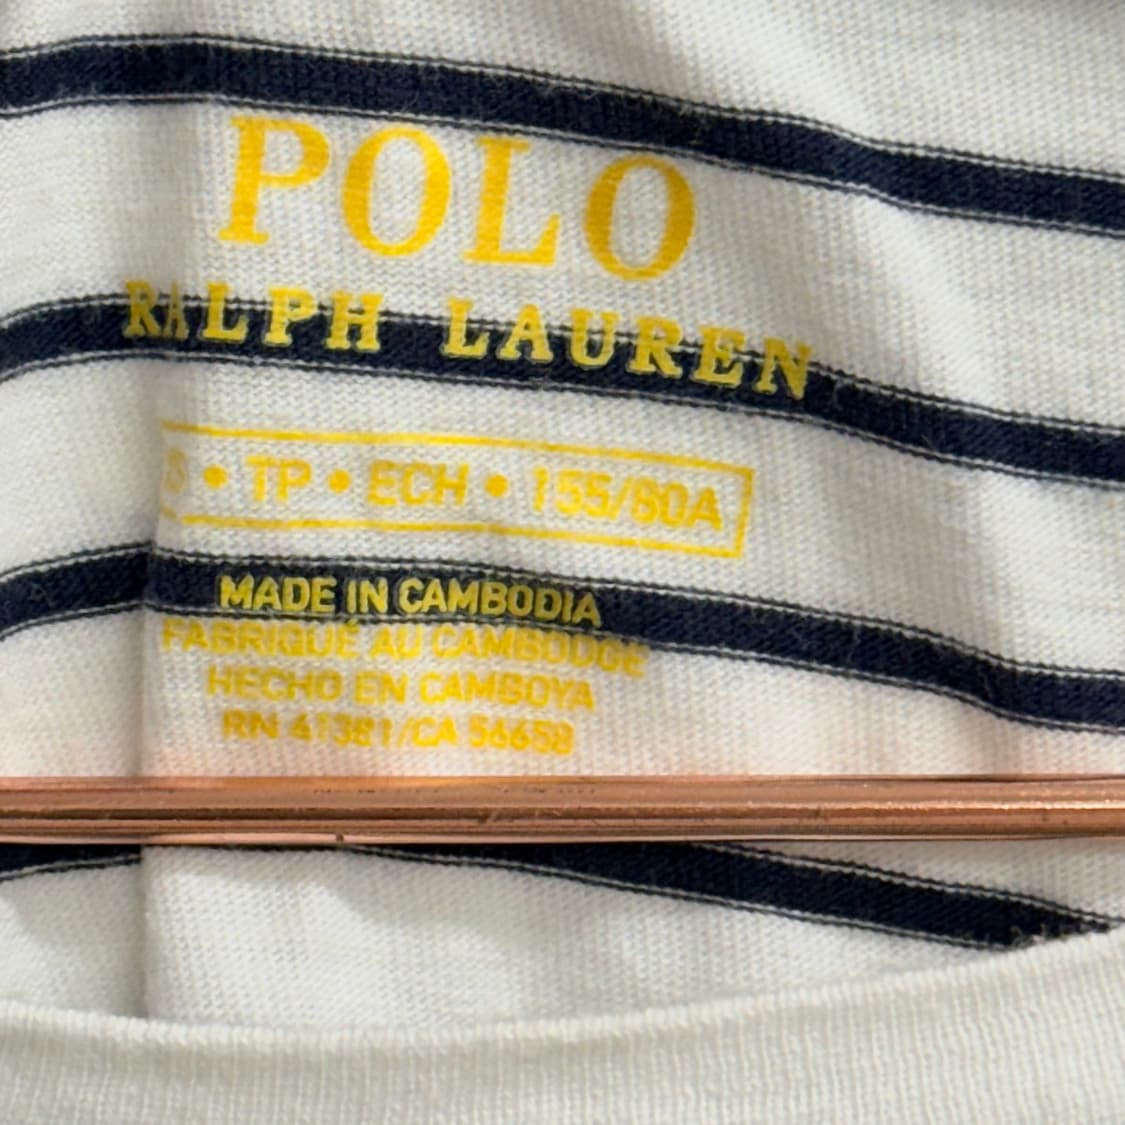 POLO
RALPH LAUREN
S • TP • ECH • 155/80A
MADE IN CAMBODIA
FABRIQUÉ AU CAMBODGE
HECHO EN CAMBOYA
RN 41381/CA 56658